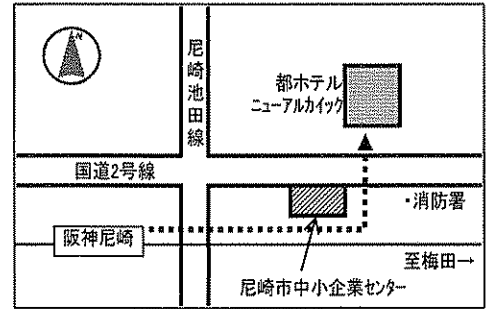 N
尼崎池田線
都ホテル
ニューアルカイック
国道2号線
・消防署
阪神尼崎
至梅田→
尼崎市中小企業センター